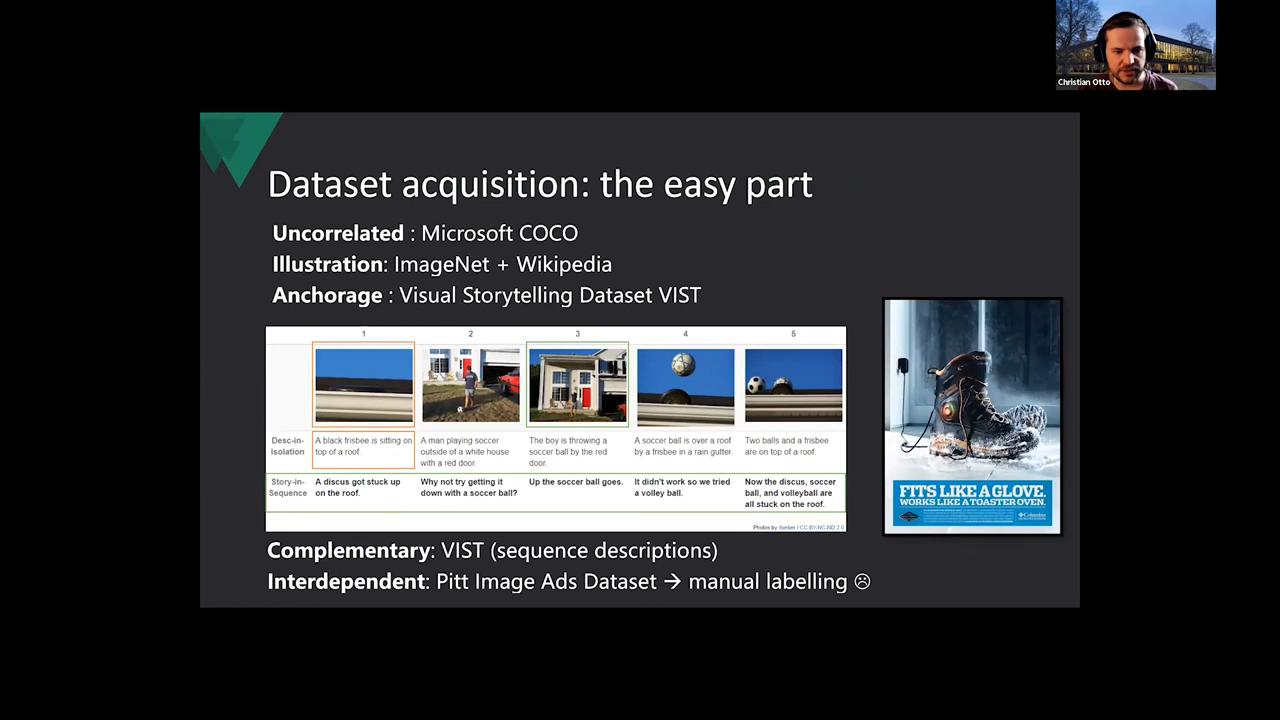 Christian Otto
Dataset acquisition: the easy part
Uncorrelated : Microsoft COCO
Illustration: ImageNet + Wikipedia
Anchorage : Visual Storytelling Dataset VIST
1 2 3 4 5
Desc-in-Isolation
A black frisbee is sitting on
top of a roof.
A man playing soccer
outside of a white house
with a red door.
The boy is throwing a
soccer ball by the red
door.
A soccer ball is over a roof
by a frisbee in a rain gutter.
Two balls and a frisbee
are on top of a roof.
Story-in-Sequence
A discus got stuck up
on the roof.
Why not try getting it
down with a soccer ball?
Up the soccer ball goes.
It didn't work so we tried
a volley ball.
Now the discus, soccer
ball, and volleyball are
all stuck on the roof.
CC BY-NC-ND 2.0
FITS LIKE A GLOVE.
WORKS LIKE A TOASTER OVEN.
Columbia
Complementary: VIST (sequence descriptions)
Interdependent: Pitt Image Ads Dataset → manual labelling ☹